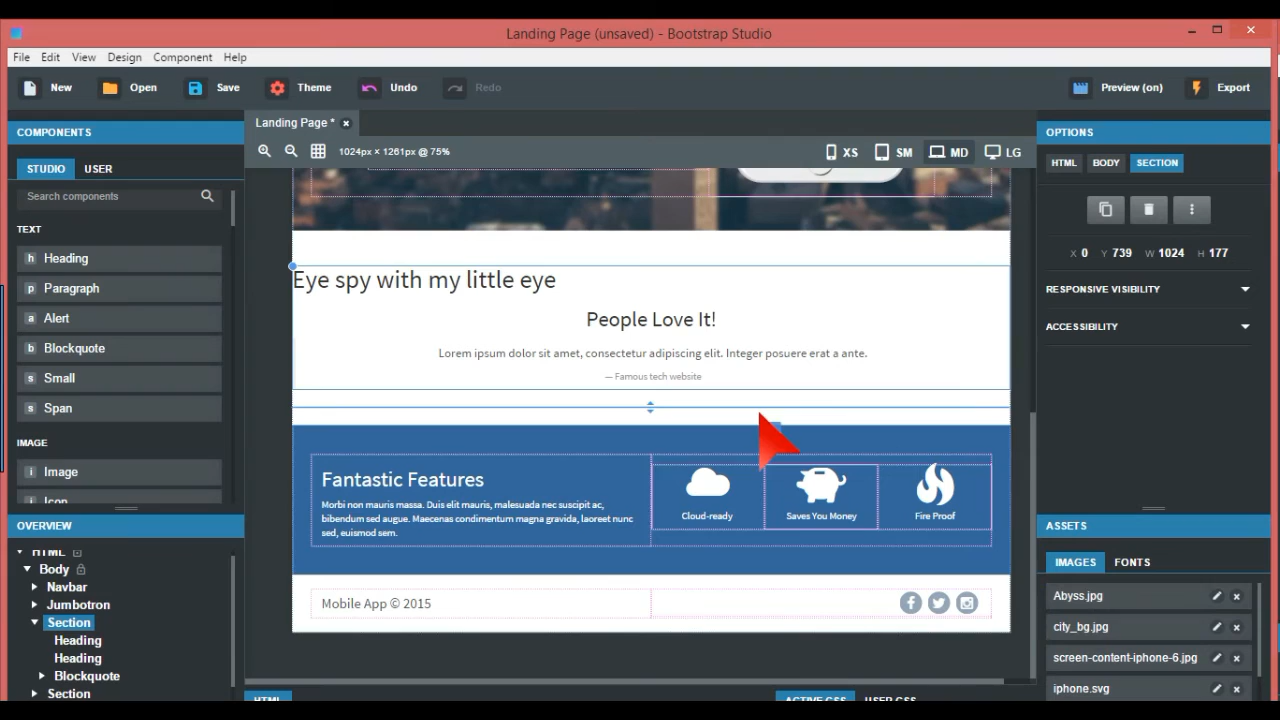 Landing Page (unsaved) - Bootstrap Studio
File Edit View Design Component Help
New Open Save Theme Undo Redo Preview (on) Export
COMPONENTS
STUDIO USER
Search components
TEXT
h Heading
p Paragraph
a Alert
b Blockquote
s Small
s Span
IMAGE
i Image
i Icon
OVERVIEW
HTML
Body
Navbar
Jumbotron
Section
Heading
Heading
Blockquote
Section
Landing Page *
1024px × 1261px @ 75%
XS SM MD LG
Eye spy with my little eye
People Love It!
Lorem ipsum dolor sit amet, consectetur adipiscing elit. Integer posuere erat a ante.
— Famous tech website
Fantastic Features
Morbi non mauris massa. Duis elit mauris, malesuada nec suscipit ac,
bibendum sed augue. Maecenas condimentum magna gravida, laoreet nunc
sed, euismod sem.
Cloud-ready
Saves You Money
Fire Proof
Mobile App © 2015
HTML
ACTIVE CSS USER CSS
OPTIONS
HTML BODY SECTION
X 0 Y 739 W 1024 H 177
RESPONSIVE VISIBILITY
ACCESSIBILITY
ASSETS
IMAGES FONTS
Abyss.jpg
city_bg.jpg
screen-content-iphone-6.jpg
iphone.svg